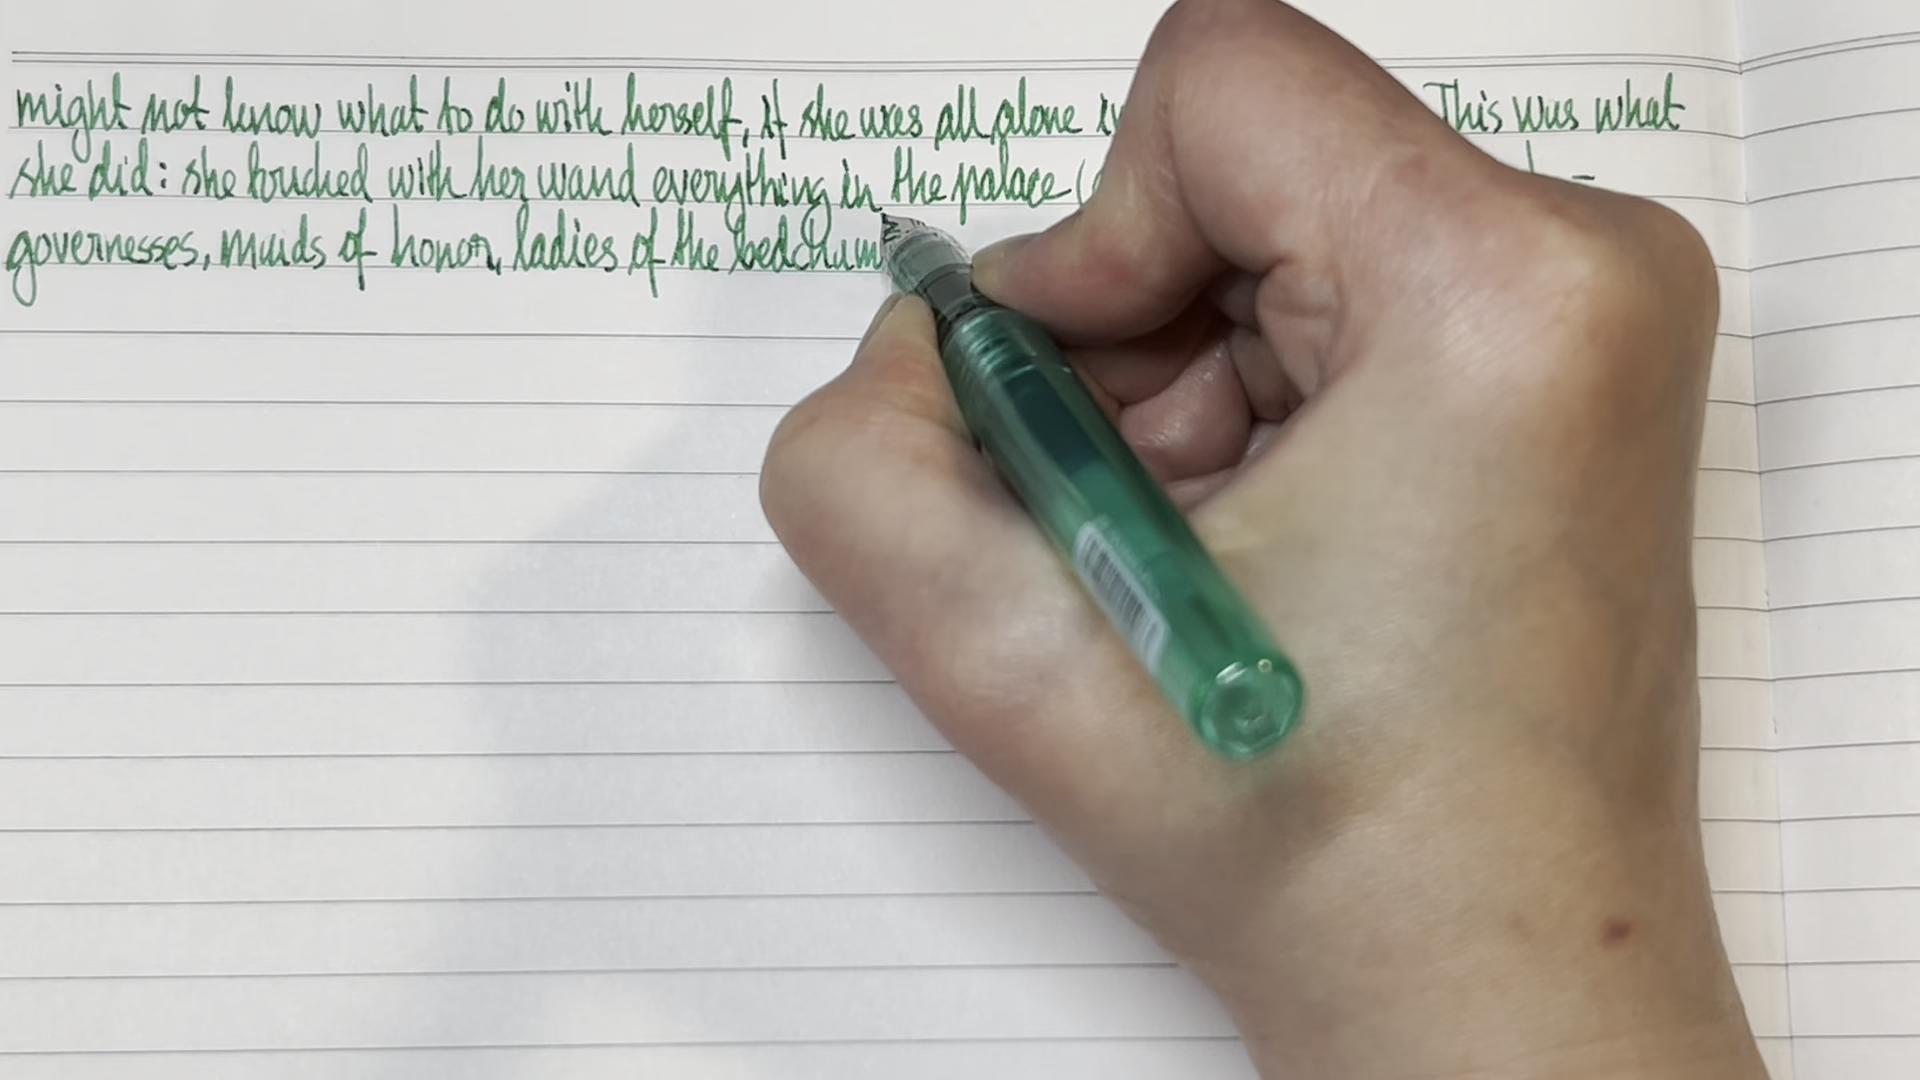 might not know what to do with herself, if she was all alone This was what
she did: she touched with her wand everything in the palace (
governesses, maids of honor, ladies of the bedcham